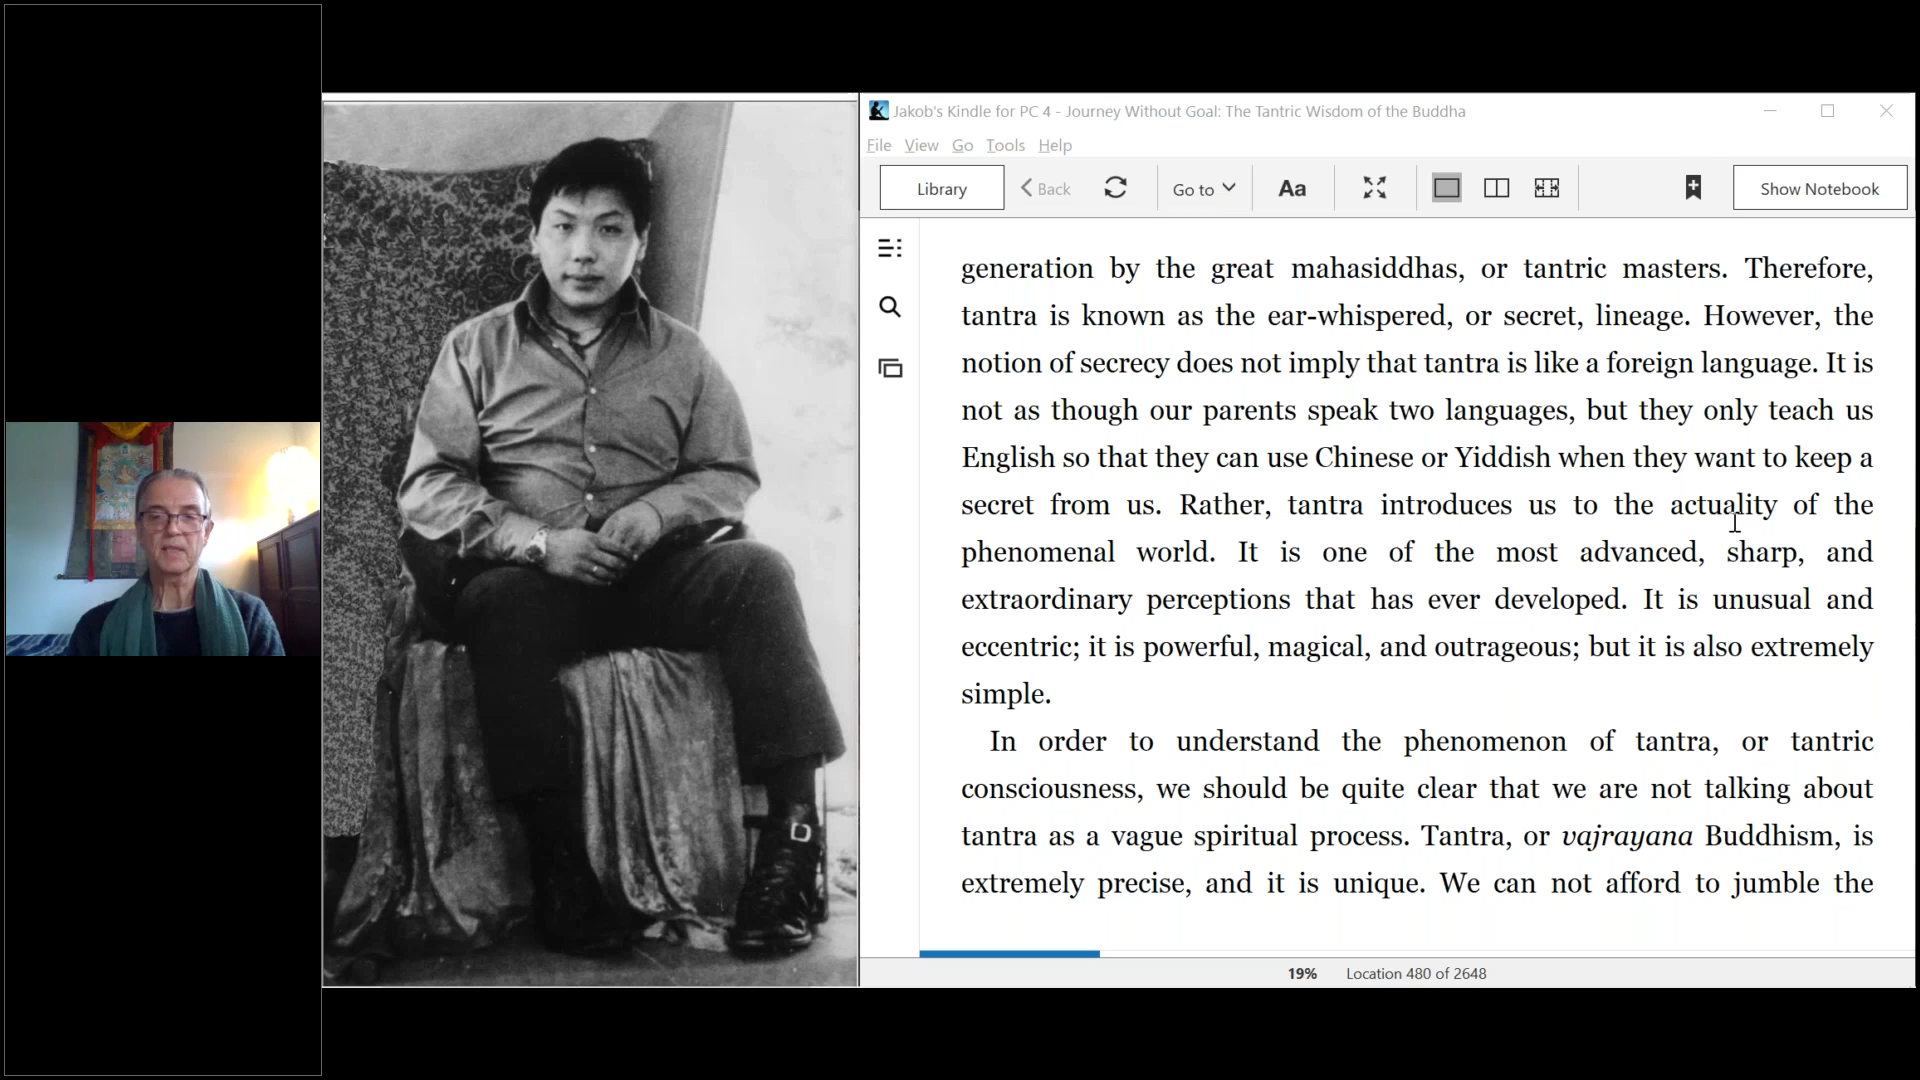 Jakob's Kindle for PC 4 - Journey Without Goal: The Tantric Wisdom of the Buddha
File View Go Tools Help
Library Back Go to Aa Show Notebook
generation by the great mahasiddhas, or tantric masters. Therefore,
tantra is known as the ear-whispered, or secret, lineage. However, the
notion of secrecy does not imply that tantra is like a foreign language. It is
not as though our parents speak two languages, but they only teach us
English so that they can use Chinese or Yiddish when they want to keep a
secret from us. Rather, tantra introduces us to the actuality of the
phenomenal world. It is one of the most advanced, sharp, and
extraordinary perceptions that has ever developed. It is unusual and
eccentric; it is powerful, magical, and outrageous; but it is also extremely
simple.
In order to understand the phenomenon of tantra, or tantric
consciousness, we should be quite clear that we are not talking about
tantra as a vague spiritual process. Tantra, or vajrayana Buddhism, is
extremely precise, and it is unique. We can not afford to jumble the
19% Location 480 of 2648